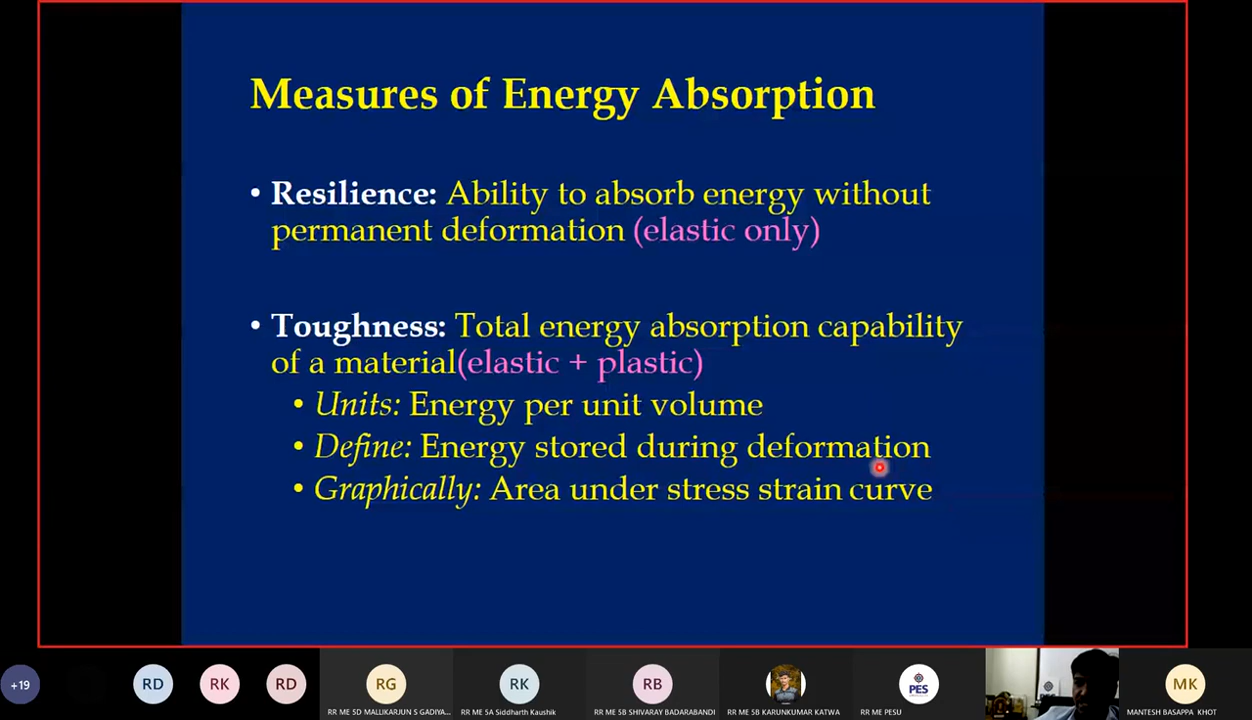 Measures of Energy Absorption
• Resilience: Ability to absorb energy without
permanent deformation (elastic only)
• Toughness: Total energy absorption capability
of a material(elastic + plastic)
• Units: Energy per unit volume
• Define: Energy stored during deformation
• Graphically: Area under stress strain curve
+19
RD
RK
RD
RG
RK
RB
PES
MK
RR ME 5D MALLIKARJUN S GADIYA...
RR ME 5A Siddharth Kaushik
RR ME 5B SHIVARAY BADARABANDI
RR ME 5B KARUNKUMAR KATWA
RR ME PESU
MANTESH BASAPPA KHOT